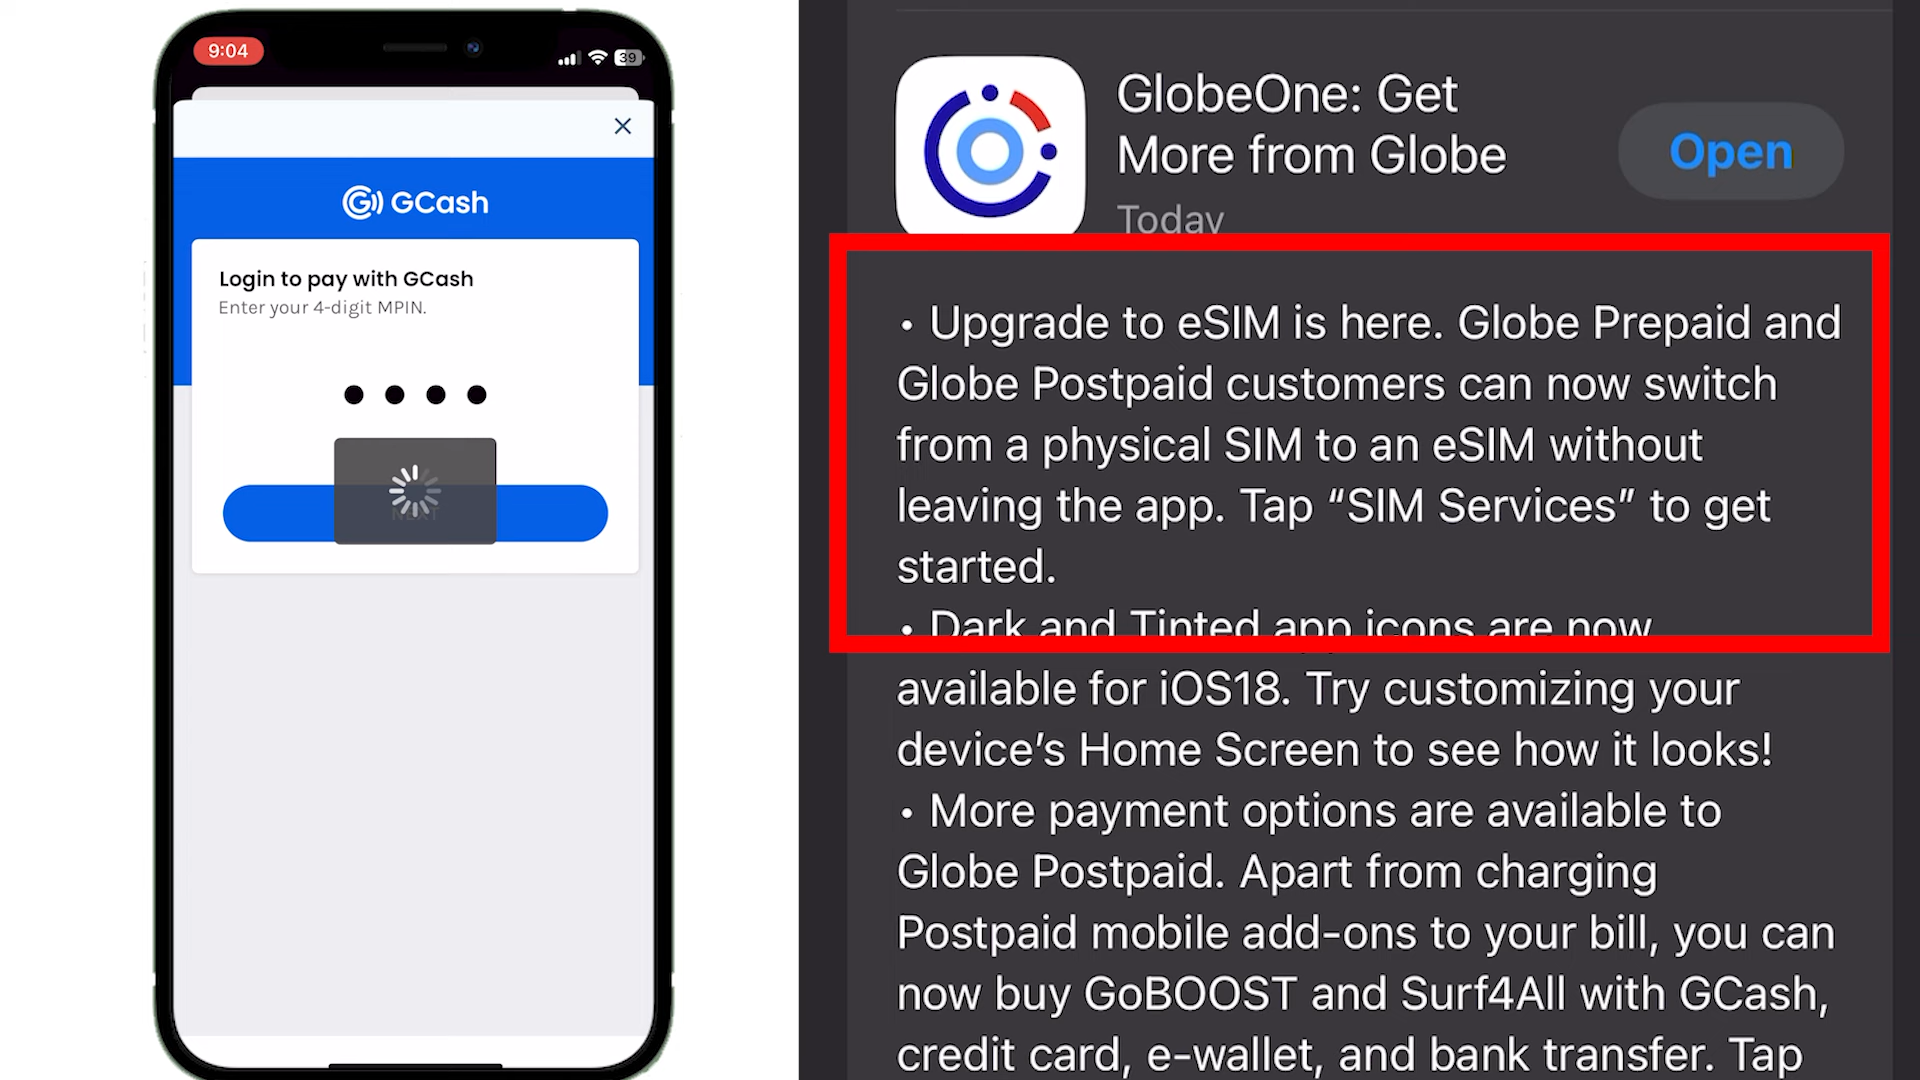 9:04
39
GCash
Login to pay with GCash
Enter your 4-digit MPIN.
NEXT
GlobeOne: Get
More from Globe
Today
Open
• Upgrade to eSIM is here. Globe Prepaid and
Globe Postpaid customers can now switch
from a physical SIM to an eSIM without
leaving the app. Tap “SIM Services” to get
started.
• Dark and Tinted app icons are now
available for iOS18. Try customizing your
device’s Home Screen to see how it looks!
• More payment options are available to
Globe Postpaid. Apart from charging
Postpaid mobile add-ons to your bill, you can
now buy GoBOOST and Surf4All with GCash,
credit card, e-wallet, and bank transfer. Tap